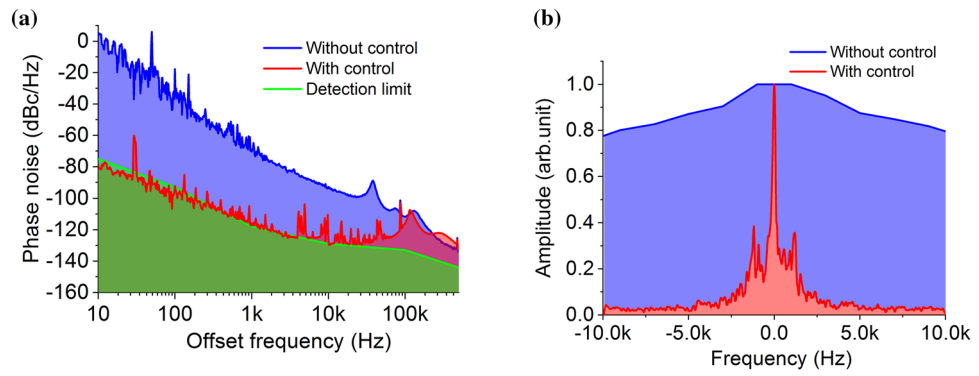 (a)
Without control
With control
Detection limit
0
-20
-40
-60
-80
-100
-120
-140
-160
10
100
1k
10k
100k
Phase noise (dBc/Hz)
Offset frequency (Hz)
(b)
Without control
With control
1.0
0.8
0.6
0.4
0.2
0.0
-10.0k
-5.0k
0.0
5.0k
10.0k
Amplitude (arb.unit)
Frequency (Hz)